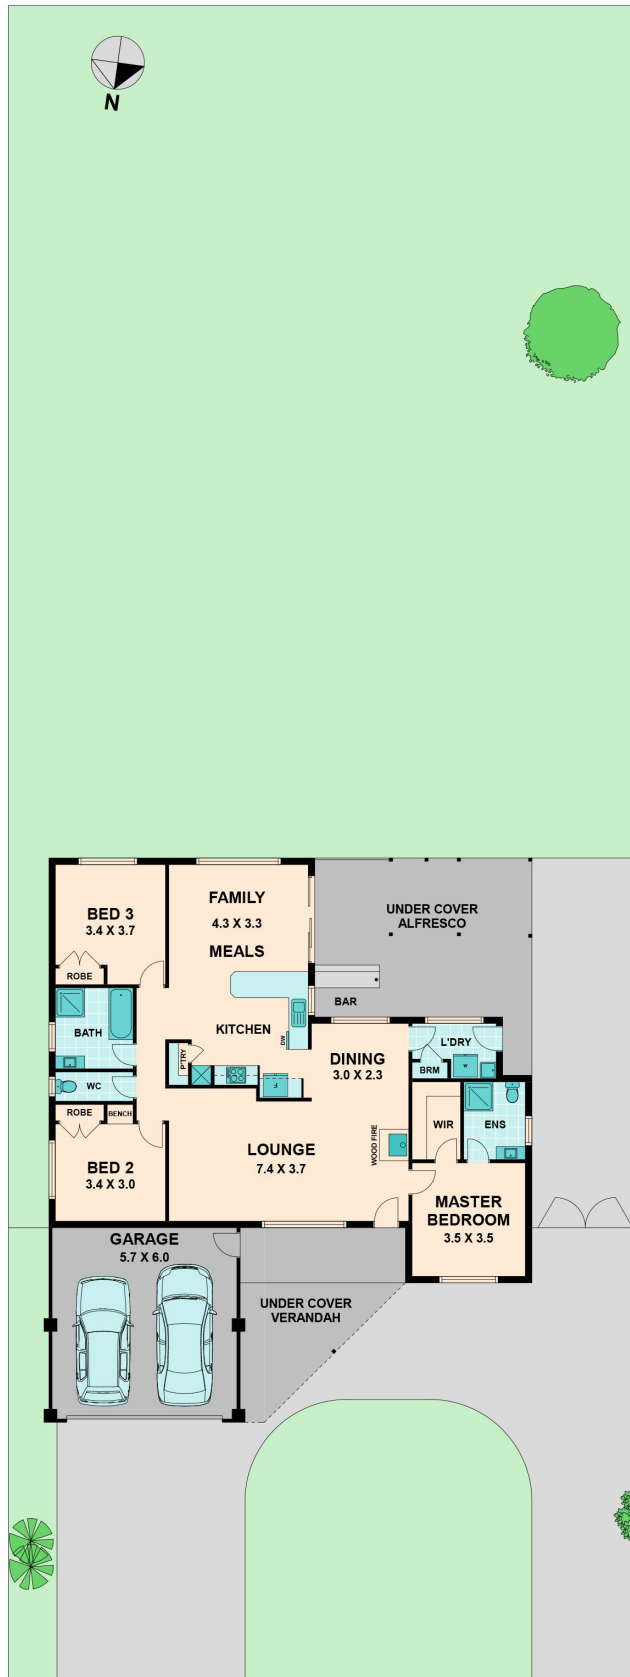 N
BED 3
3.4 X 3.7
ROBE
FAMILY
4.3 X 3.3
MEALS
UNDER COVER
ALFRESCO
BAR
BATH
KITCHEN
DW
P'TRY
F
DINING
3.0 X 2.3
L'DRY
BRM
W
WC
ROBE
BENCH
BED 2
3.4 X 3.0
LOUNGE
7.4 X 3.7
WOOD FIRE
WIR
ENS
MASTER
BEDROOM
3.5 X 3.5
GARAGE
5.7 X 6.0
UNDER COVER
VERANDAH